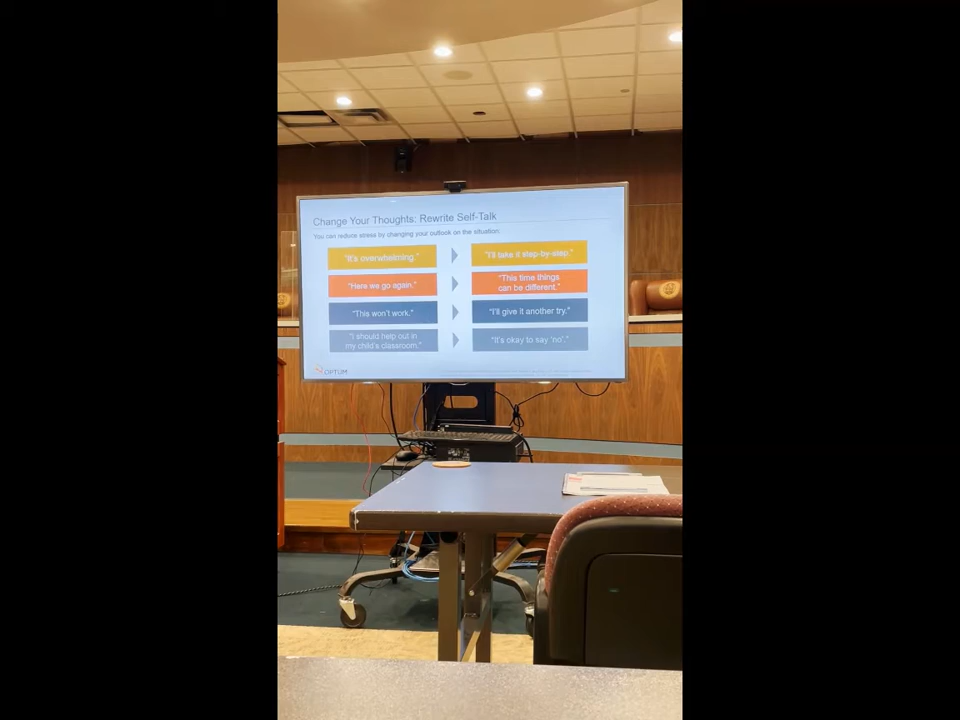 Change Your Thoughts: Rewrite Self-Talk
You can reduce stress by changing your outlook on the situation:
"It's overwhelming."
"I'll take it step-by-step."
"Here we go again."
"This time things
can be different."
"This won't work."
"I'll give it another try."
"I should help out in
my child's classroom."
"It's okay to say 'no'."
OPTUM